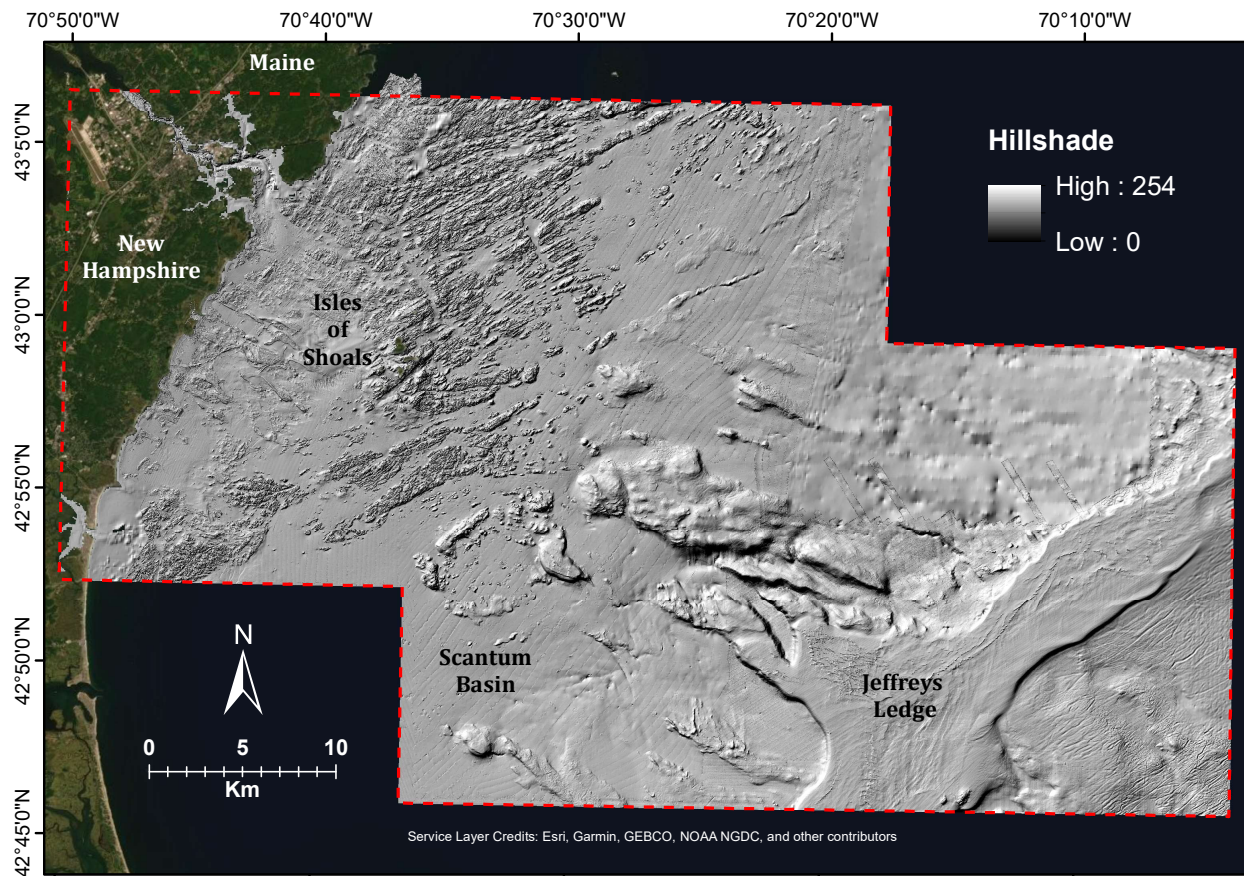 70°50'0"W 70°40'0"W 70°30'0"W 70°20'0"W 70°10'0"W
Maine
43°5'0"N
Hillshade
High : 254
Low : 0
New
Hampshire
43°0'0"N
Isles
of
Shoals
42°55'0"N
N
42°50'0"N
Scantum
Basin
Jeffreys
Ledge
0 5 10
Km
42°45'0"N
Service Layer Credits: Esri, Garmin, GEBCO, NOAA NGDC, and other contributors